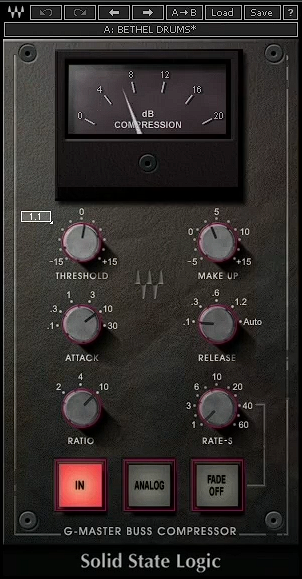 A→B Load Save ?
A: BETHEL DRUMS*
0 4 8 12 16 20
dB
COMPRESSION
1.1
-15 0 +15
THRESHOLD
-5 0 5 10 +15
MAKE UP
.1 .3 1 3 10 30
ATTACK
.1 .3 .6 1.2 Auto
RELEASE
2 4 10
RATIO
1 3 6 10 20 40 60
RATE-S
IN
ANALOG
FADE
OFF
G-MASTER BUSS COMPRESSOR
Solid State Logic